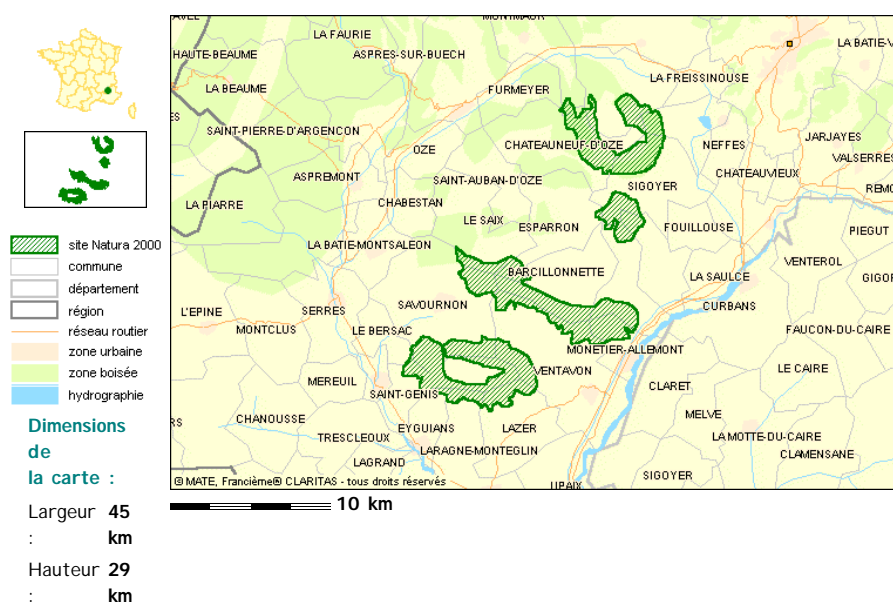 MONTMAUR
LA FAURIE
LA BATIE-V
HAUTE-BEAUME
ASPRES-SUR-BUECH
LA FREISSINOUSE
LA BEAUME
FURMEYER
ES
SAINT-PIERRE-D'ARGENCON
CHATEAUNEUF-D'OZE
NEFFES
JARJAYES
OZE
VALSERRES
ASPREMONT
SAINT-AUBAN-D'OZE
SIGOYER
CHATEAUVIEUX
REMO
LA PIARRE
CHABESTAN
LE SAIX
ESPARRON
FOUILLOUSE
PIEGUT
LA BATIE-MONTSALEON
VENTEROL
BARCILLONNETTE
LA SAULCE
GIGOR
L'EPINE
SERRES
SAVOURNON
CURBANS
MONTCLUS
LE BERSAC
FAUCON-DU-CAIRE
MONETIER-ALLEMONT
MEREUIL
VENTAVON
LE CAIRE
SAINT-GENIS
CLARET
RS
CHANOUSSE
MELVE
TRESCLEOUX
EYGUIANS
LAZER
LA MOTTE-DU-CAIRE
LARAGNE-MONTEGLIN
CLAMENSANE
LAGRAND
SIGOYER
UPAIX
© MATE, Francième® CLARITAS - tous droits réservés
10 km
site Natura 2000
commune
département
région
réseau routier
zone urbaine
zone boisée
hydrographie
Dimensions
de
la carte :
Largeur 45
: km
Hauteur 29
: km